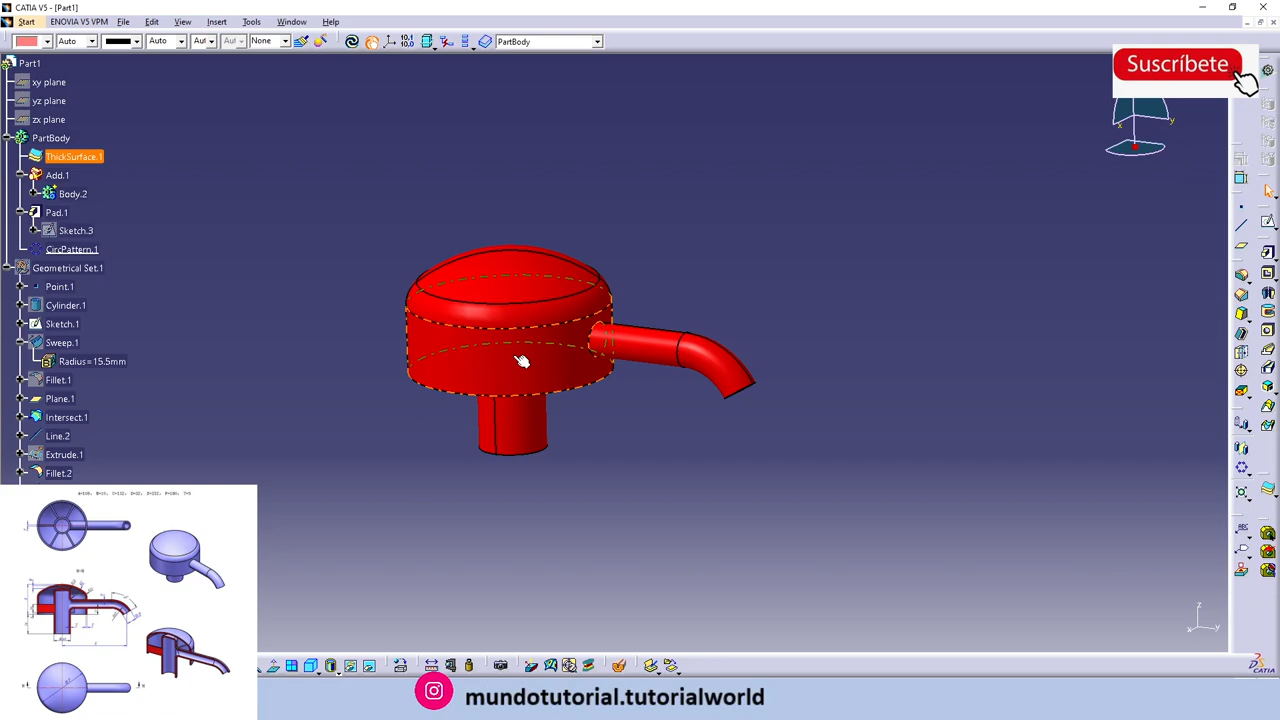 CATIA V5 - [Part1]
Start ENOVIA V5 VPM File Edit View Insert Tools Window Help
Auto Auto Aut Aut None PartBody
Suscríbete
Part1
xy plane
yz plane
zx plane
PartBody
ThickSurface.1
Add.1
Body.2
Pad.1
Sketch.3
CircPattern.1
Geometrical Set.1
Point.1
Cylinder.1
Sketch.1
Sweep.1
Radius=15.5mm
Fillet.1
Plane.1
Intersect.1
Line.2
Extrude.1
Fillet.2
x y
z
x y
CATIA
mundotutorial.tutorialworld